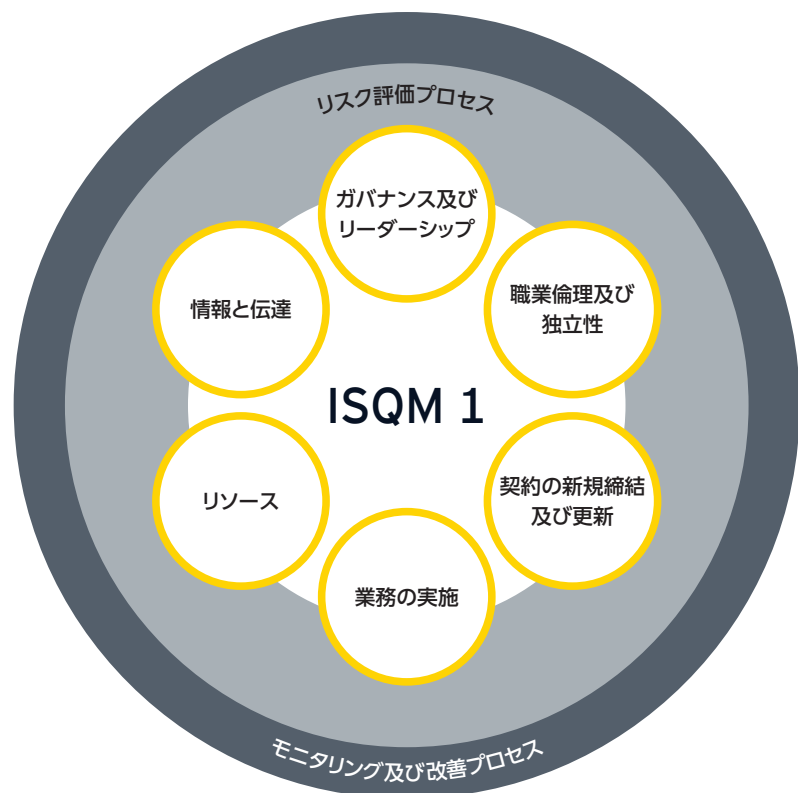 リスク評価プロセス
ガバナンス及び
リーダーシップ
職業倫理及び
独立性
情報と伝達
ISQM 1
契約の新規締結
及び更新
リソース
業務の実施
モニタリング及び改善プロセス